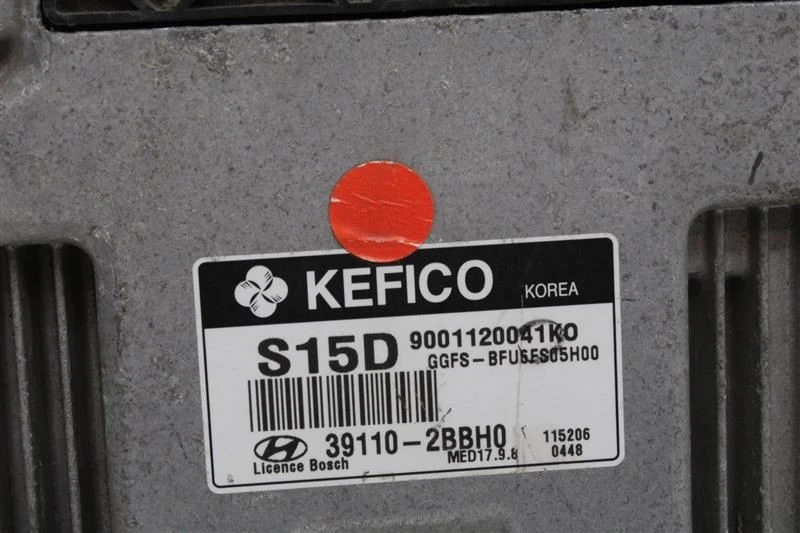 KEFICO KOREA
S15D 9001120041KO
GGFS-BFU6FS05H00
39110-2BBH0 115206
Licence Bosch MED17.9.8 0448